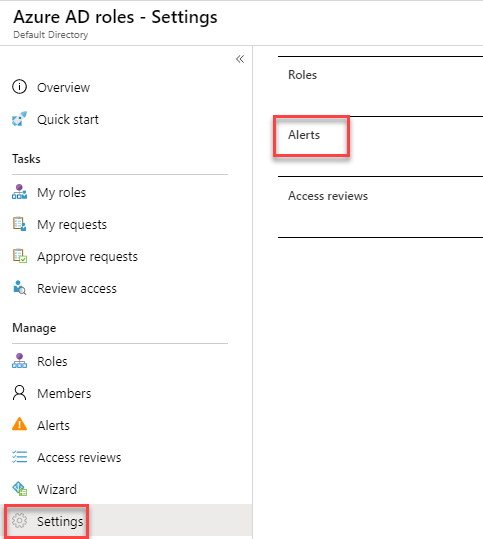 Azure AD roles - Settings
Default Directory
«
Overview
Quick start
Tasks
My roles
My requests
Approve requests
Review access
Manage
Roles
Members
Alerts
Access reviews
Wizard
Settings
Roles
Alerts
Access reviews